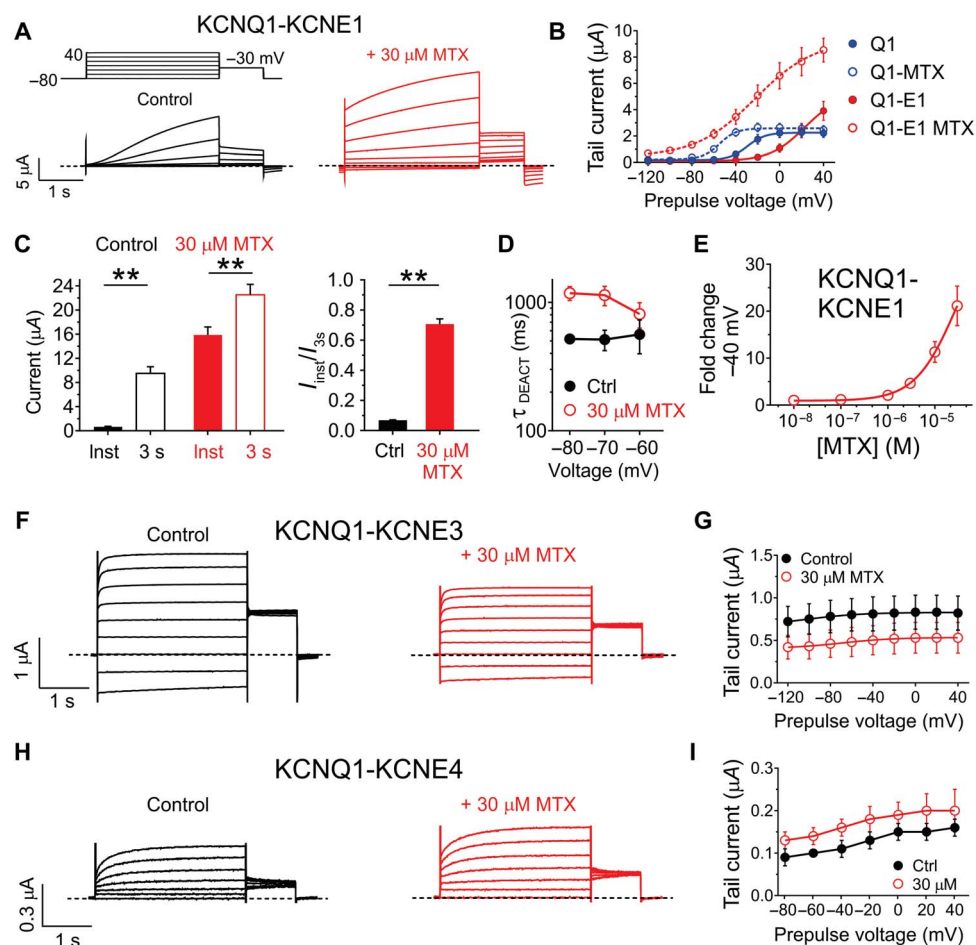 A
KCNQ1-KCNE1
40
−30 mV
−80
Control
+ 30 μM MTX
5 μA
1 s
B
Tail current (μA)
10
8
6
4
2
0
−120
−80
−40
0
40
Prepulse voltage (mV)
Q1
Q1-MTX
Q1-E1
Q1-E1 MTX
C
Control
30 μM MTX
**
**
Current (μA)
24
20
16
12
8
4
0
Inst
3 s
Inst
3 s
**
Iinst/I3s
1.0
0.8
0.6
0.4
0.2
0.0
Ctrl
30 μM
MTX
D
τ DEACT (ms)
1000
100
Ctrl
30 μM MTX
−80
−70
−60
Voltage (mV)
E
KCNQ1-
KCNE1
Fold change
−40 mV
25
20
15
10
5
0
10−8
10−7
10−6
10−5
[MTX] (M)
F
KCNQ1-KCNE3
Control
+ 30 μM MTX
1 μA
1 s
G
Tail current (μA)
1.5
1.0
0.5
0.0
Control
30 μM MTX
−120
−80
−40
0
40
Prepulse voltage (mV)
H
KCNQ1-KCNE4
Control
+ 30 μM MTX
0.3 μA
1 s
I
Tail current (μA)
0.3
0.2
0.1
0.0
Ctrl
30 μM
−80
−60
−40
−20
0
20
40
Prepulse voltage (mV)